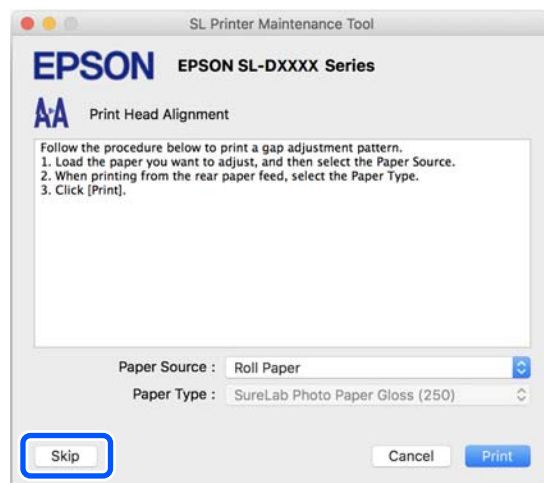 SL Printer Maintenance Tool
EPSON EPSON SL-DXXXX Series
A▸A Print Head Alignment
Follow the procedure below to print a gap adjustment pattern.
1. Load the paper you want to adjust, and then select the Paper Source.
2. When printing from the rear paper feed, select the Paper Type.
3. Click [Print].
Paper Source : Roll Paper
Paper Type : SureLab Photo Paper Gloss (250)
Skip Cancel Print